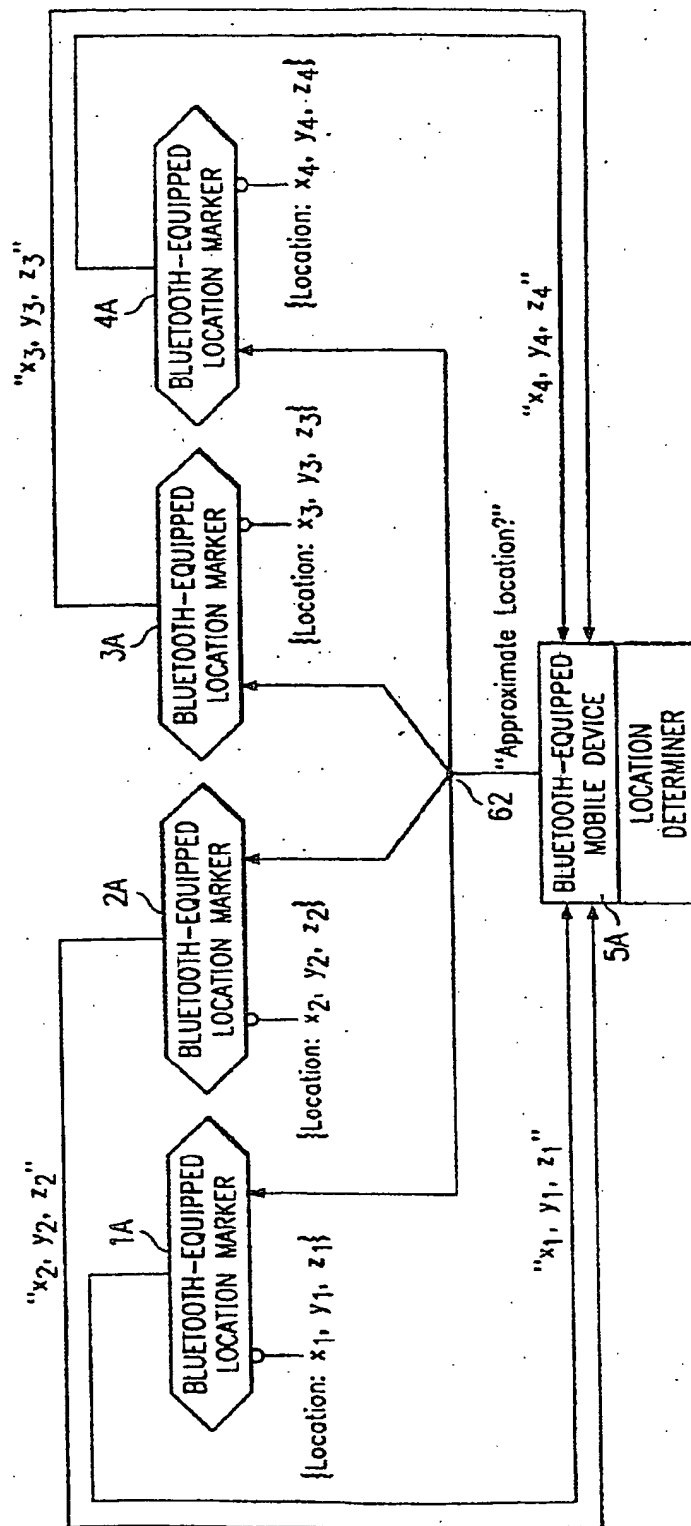 "x2, y2, z2"
"x3, y3, z3"
1A
BLUETOOTH-EQUIPPED
LOCATION MARKER
{Location: x1, y1, z1}
2A
BLUETOOTH-EQUIPPED
LOCATION MARKER
{Location: x2, y2, z2}
3A
BLUETOOTH-EQUIPPED
LOCATION MARKER
{Location: x3, y3, z3}
4A
BLUETOOTH-EQUIPPED
LOCATION MARKER
{Location: x4, y4, z4}
62
"Approximate Location?"
"x1, y1, z1"
"x4, y4, z4"
BLUETOOTH-EQUIPPED
MOBILE DEVICE
5A
LOCATION
DETERMINER